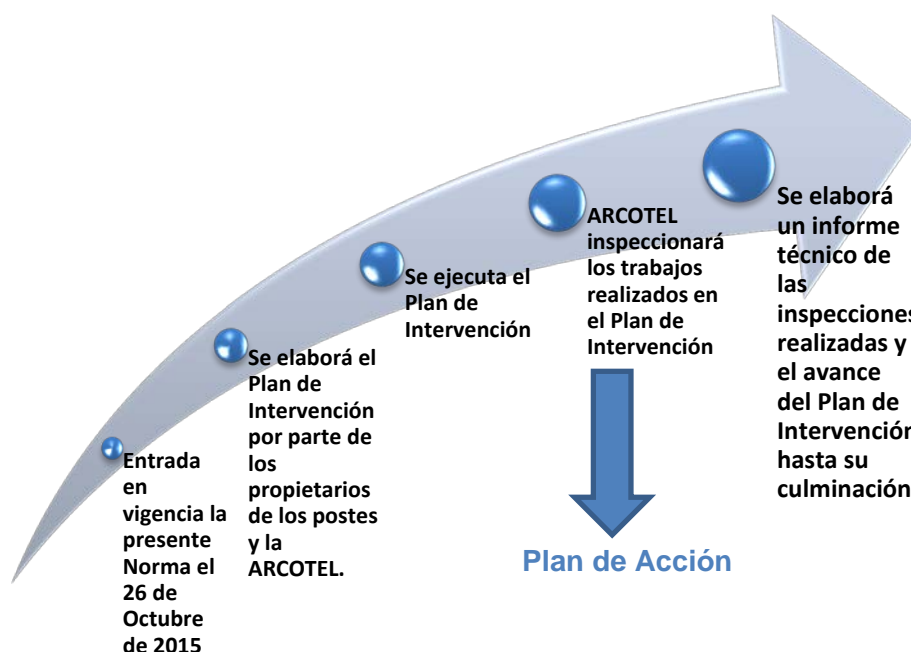 Entrada
en
vigencia la
presente
Norma el
26 de
Octubre
de 2015
Se elaborá el
Plan de
Intervención
por parte de
los
propietarios
de los postes
y la
ARCOTEL.
Se ejecuta el
Plan de
Intervención
ARCOTEL
inspeccionará
los trabajos
realizados en
el Plan de
Intervención
Plan de Acción
Se elaborá
un informe
técnico de
las
inspecciones
realizadas y
el avance
del Plan de
Intervención
hasta su
culminación